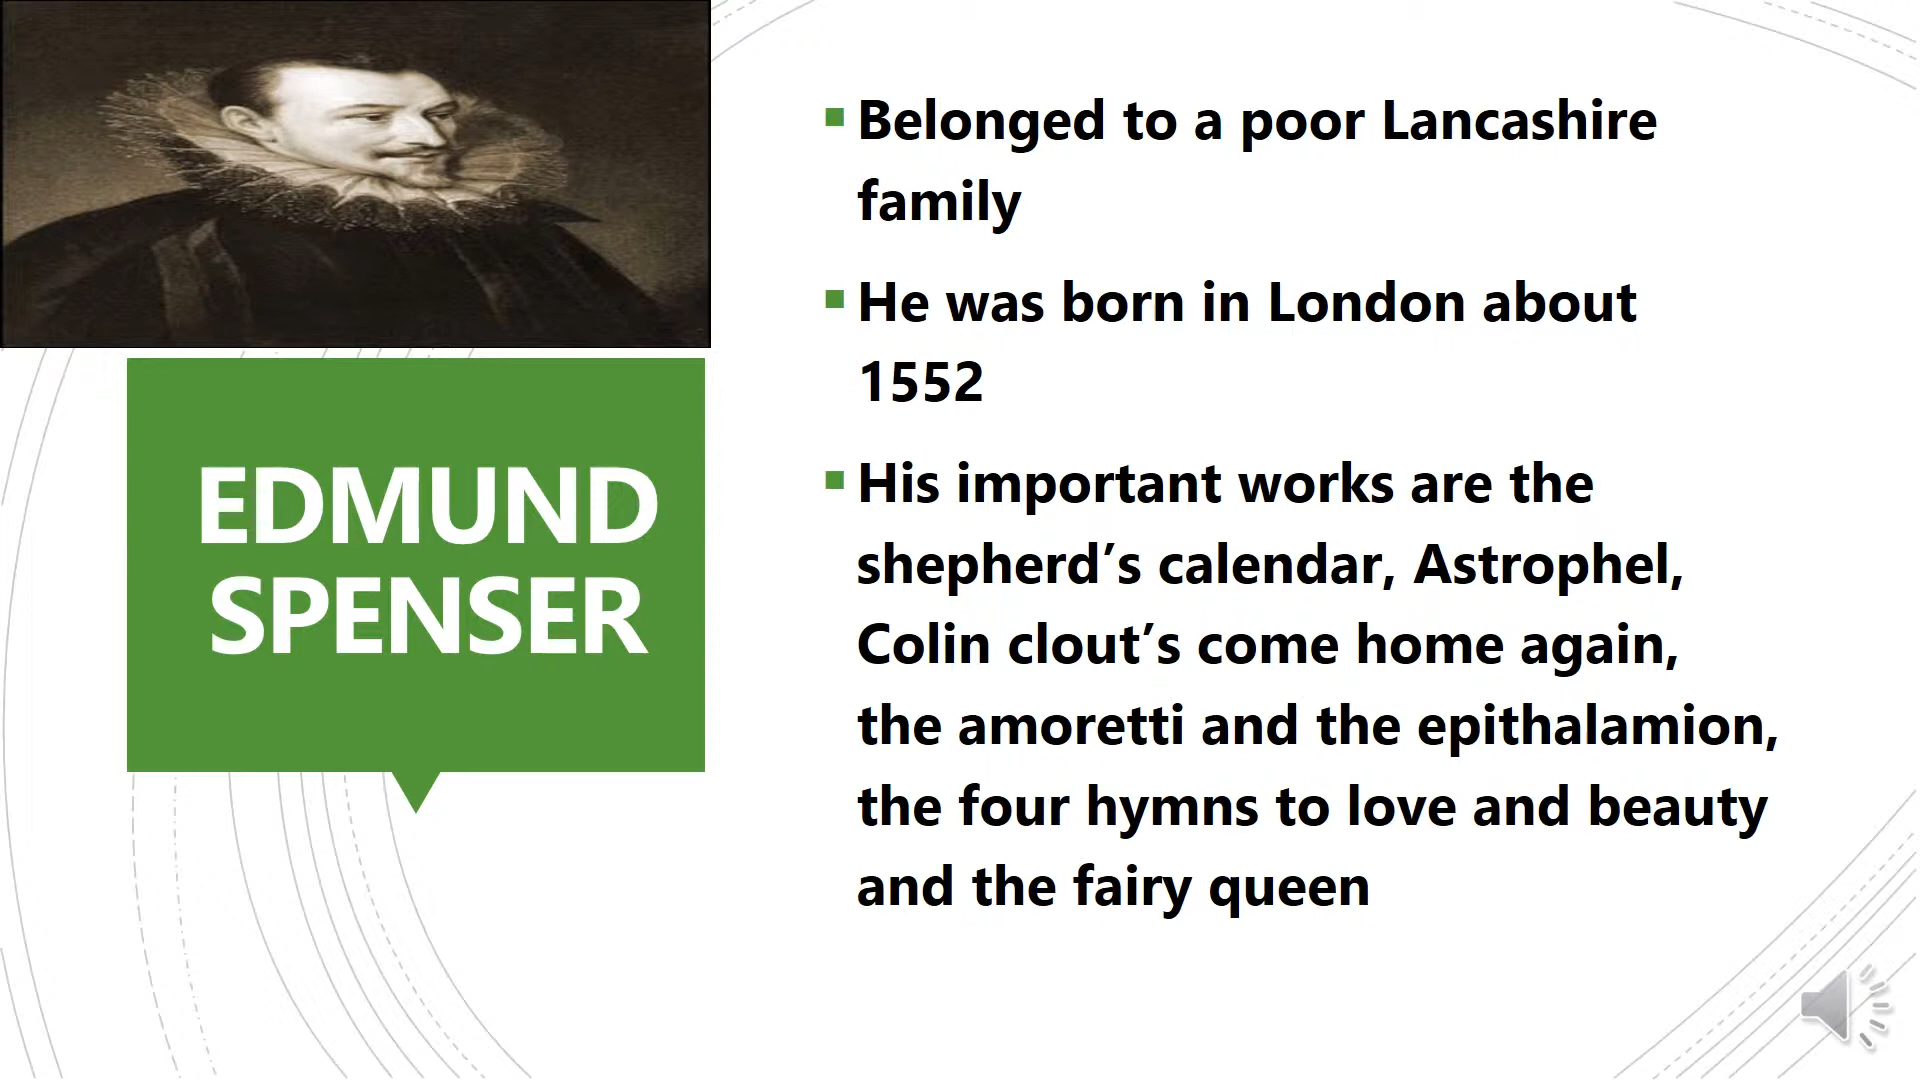 EDMUND
SPENSER
Belonged to a poor Lancashire
family
He was born in London about
1552
His important works are the
shepherd’s calendar, Astrophel,
Colin clout’s come home again,
the amoretti and the epithalamion,
the four hymns to love and beauty
and the fairy queen